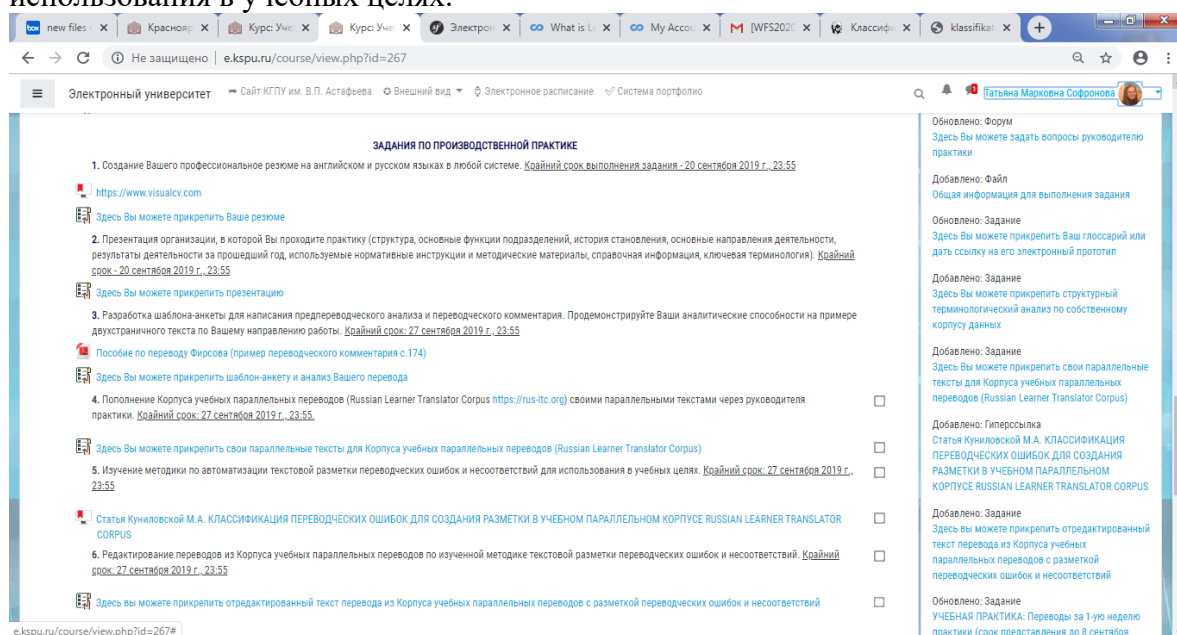 использования в учебных целях.
new files
Краснояр
Курс: Уче
Курс: Уче
Электрон
What is Le
My Accou
[WFS2020
Классифи
klassifikat
Не защищено | e.kspu.ru/course/view.php?id=267
Электронный университет
Сайт КГПУ им. В.П. Астафьева
Внешний вид
Электронное расписание
Система портфолио
Татьяна Марковна Софронова
ЗАДАНИЯ ПО ПРОИЗВОДСТВЕННОЙ ПРАКТИКЕ
1. Создание Вашего профессиональное резюме на английском и русском языках в любой системе. Крайний срок выполнения задания - 20 сентября 2019 г., 23:55
https://www.visualcv.com
Здесь Вы можете прикрепить Ваше резюме
2. Презентация организации, в которой Вы проходите практику (структура, основные функции подразделений, история становления, основные направления деятельности,
результаты деятельности за прошедший год, используемые нормативные инструкции и методические материалы, справочная информация, ключевая терминология). Крайний
срок - 20 сентября 2019 г., 23:55
Здесь Вы можете прикрепить презентацию
3. Разработка шаблона-анкеты для написания предпереводческого анализа и переводческого комментария. Продемонстрируйте Ваши аналитические способности на примере
двухстраничного текста по Вашему направлению работы. Крайний срок: 27 сентября 2019 г., 23:55
Пособие по переводу Фирсова (пример переводческого комментария с.174)
Здесь Вы можете прикрепить шаблон-анкету и анализ Вашего перевода
4. Пополнение Корпуса учебных параллельных переводов (Russian Learner Translator Corpus https://rus-ltc.org) своими параллельными текстами через руководителя
практики. Крайний срок: 27 сентября 2019 г., 23:55.
Здесь Вы можете прикрепить свои параллельные тексты для Корпуса учебных параллельных переводов (Russian Learner Translator Corpus)
5. Изучение методики по автоматизации текстовой разметки переводческих ошибок и несоответствий для использования в учебных целях. Крайний срок: 27 сентября 2019 г.,
23:55
Статья Куниловской М.А. КЛАССИФИКАЦИЯ ПЕРЕВОДЧЕСКИХ ОШИБОК ДЛЯ СОЗДАНИЯ РАЗМЕТКИ В УЧЕБНОМ ПАРАЛЛЕЛЬНОМ КОРПУСЕ RUSSIAN LEARNER TRANSLATOR
CORPUS
6. Редактирование переводов из Корпуса учебных параллельных переводов по изученной методике текстовой разметки переводческих ошибок и несоответствий. Крайний
срок: 27 сентября 2019 г., 23:55
Здесь вы можете прикрепить отредактированный текст перевода из Корпуса учебных параллельных переводов с разметкой переводческих ошибок и несоответствий
e.kspu.ru/course/view.php?id=267#
Обновлено: Форум
Здесь Вы можете задать вопросы руководителю
практики
Добавлено: Файл
Общая информация для выполнения задания
Обновлено: Задание
Здесь Вы можете прикрепить Ваш глоссарий или
дать ссылку на его электронный прототип
Добавлено: Задание
Здесь Вы можете прикрепить структурный
терминологический анализ по собственному
корпусу данных
Добавлено: Задание
Здесь Вы можете прикрепить свои параллельные
тексты для Корпуса учебных параллельных
переводов (Russian Learner Translator Corpus)
Добавлено: Гиперссылка
Статья Куниловской М.А. КЛАССИФИКАЦИЯ
ПЕРЕВОДЧЕСКИХ ОШИБОК ДЛЯ СОЗДАНИЯ
РАЗМЕТКИ В УЧЕБНОМ ПАРАЛЛЕЛЬНОМ
КОРПУСЕ RUSSIAN LEARNER TRANSLATOR CORPUS
Добавлено: Задание
Здесь вы можете прикрепить отредактированный
текст перевода из Корпуса учебных
параллельных переводов с разметкой
переводческих ошибок и несоответствий
Обновлено: Задание
УЧЕБНАЯ ПРАКТИКА: Переводы за 1-ую неделю
практики (срок представления до 8 сентября